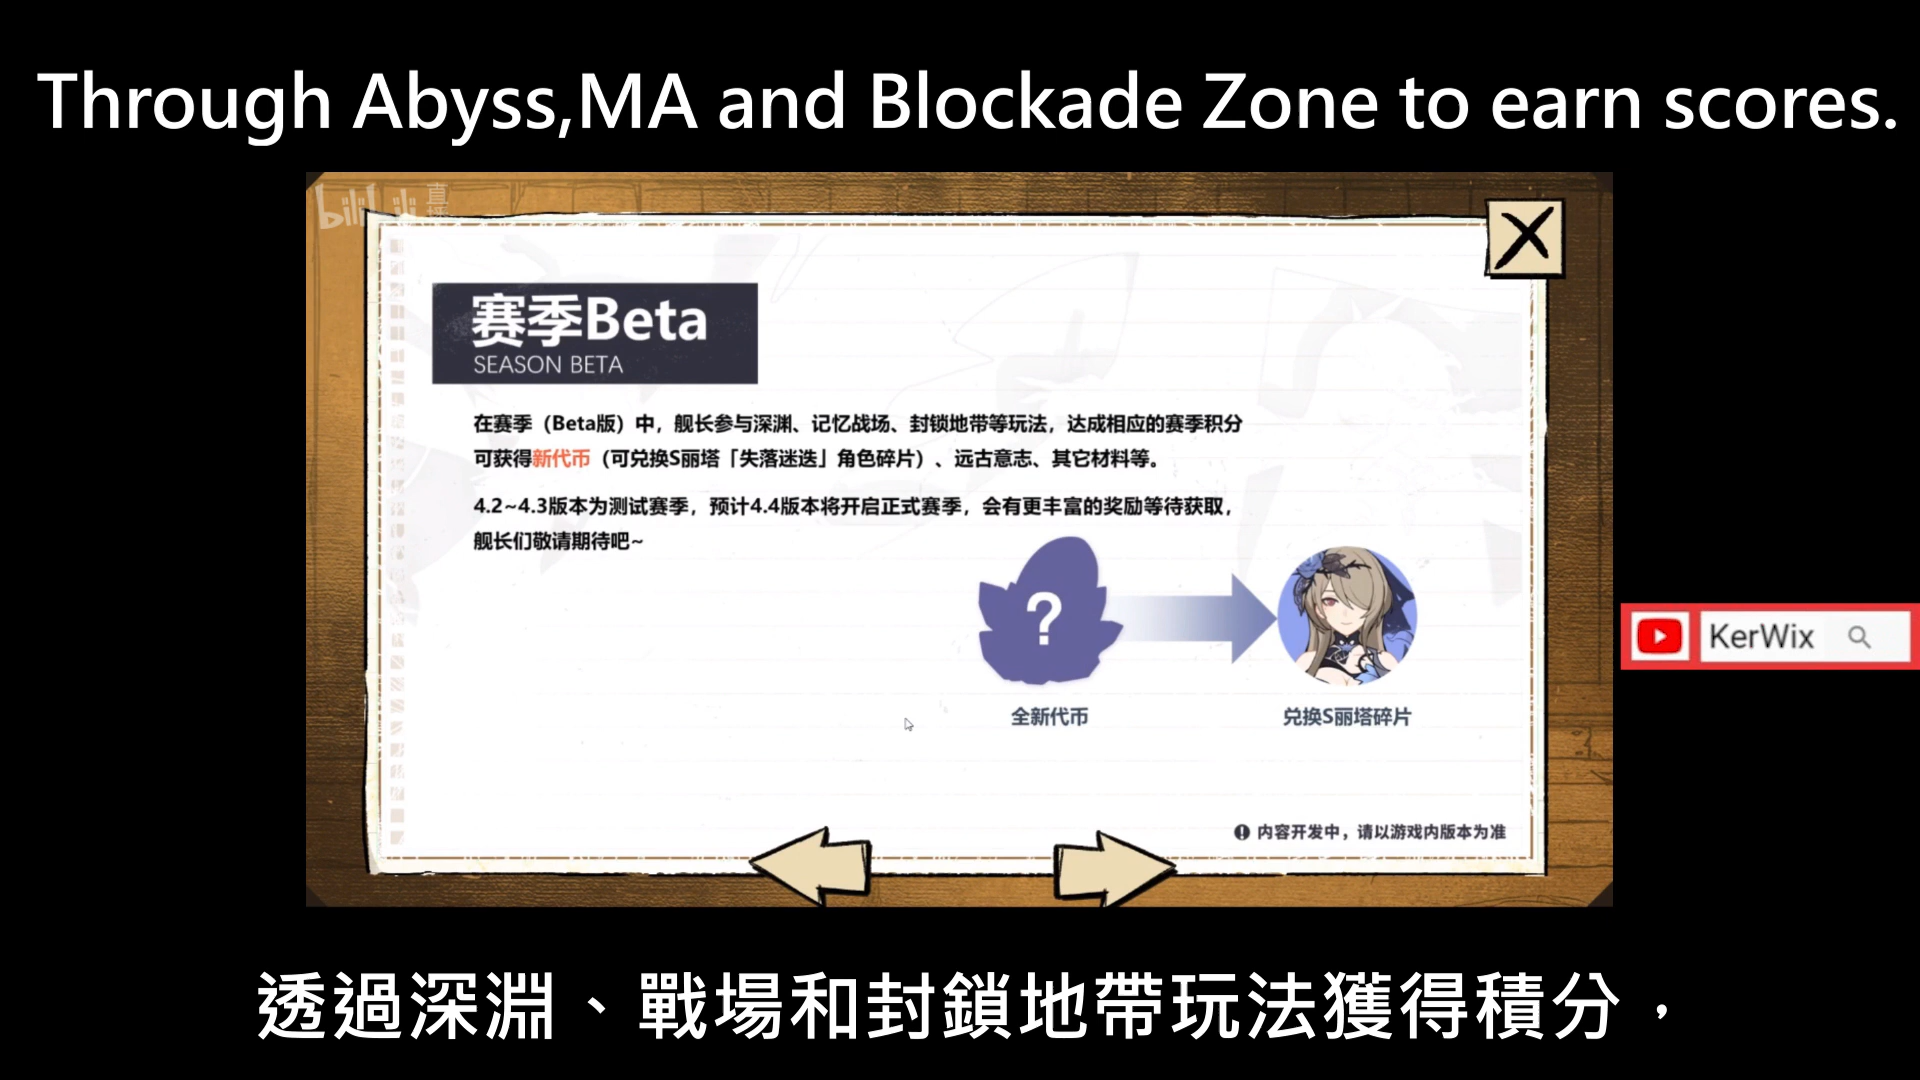 Through Abyss,MA and Blockade Zone to earn scores.
bilibili 直播
赛季Beta
SEASON BETA
在赛季（Beta版）中，舰长参与深渊、记忆战场、封锁地带等玩法，达成相应的赛季积分
可获得新代币（可兑换S丽塔「失落迷迭」角色碎片）、远古意志、其它材料等。
4.2~4.3版本为测试赛季，预计4.4版本将开启正式赛季，会有更丰富的奖励等待获取，
舰长们敬请期待吧~
?
全新代币
兑换S丽塔碎片
KerWix
内容开发中，请以游戏内版本为准
透過深淵、戰場和封鎖地帶玩法獲得積分，